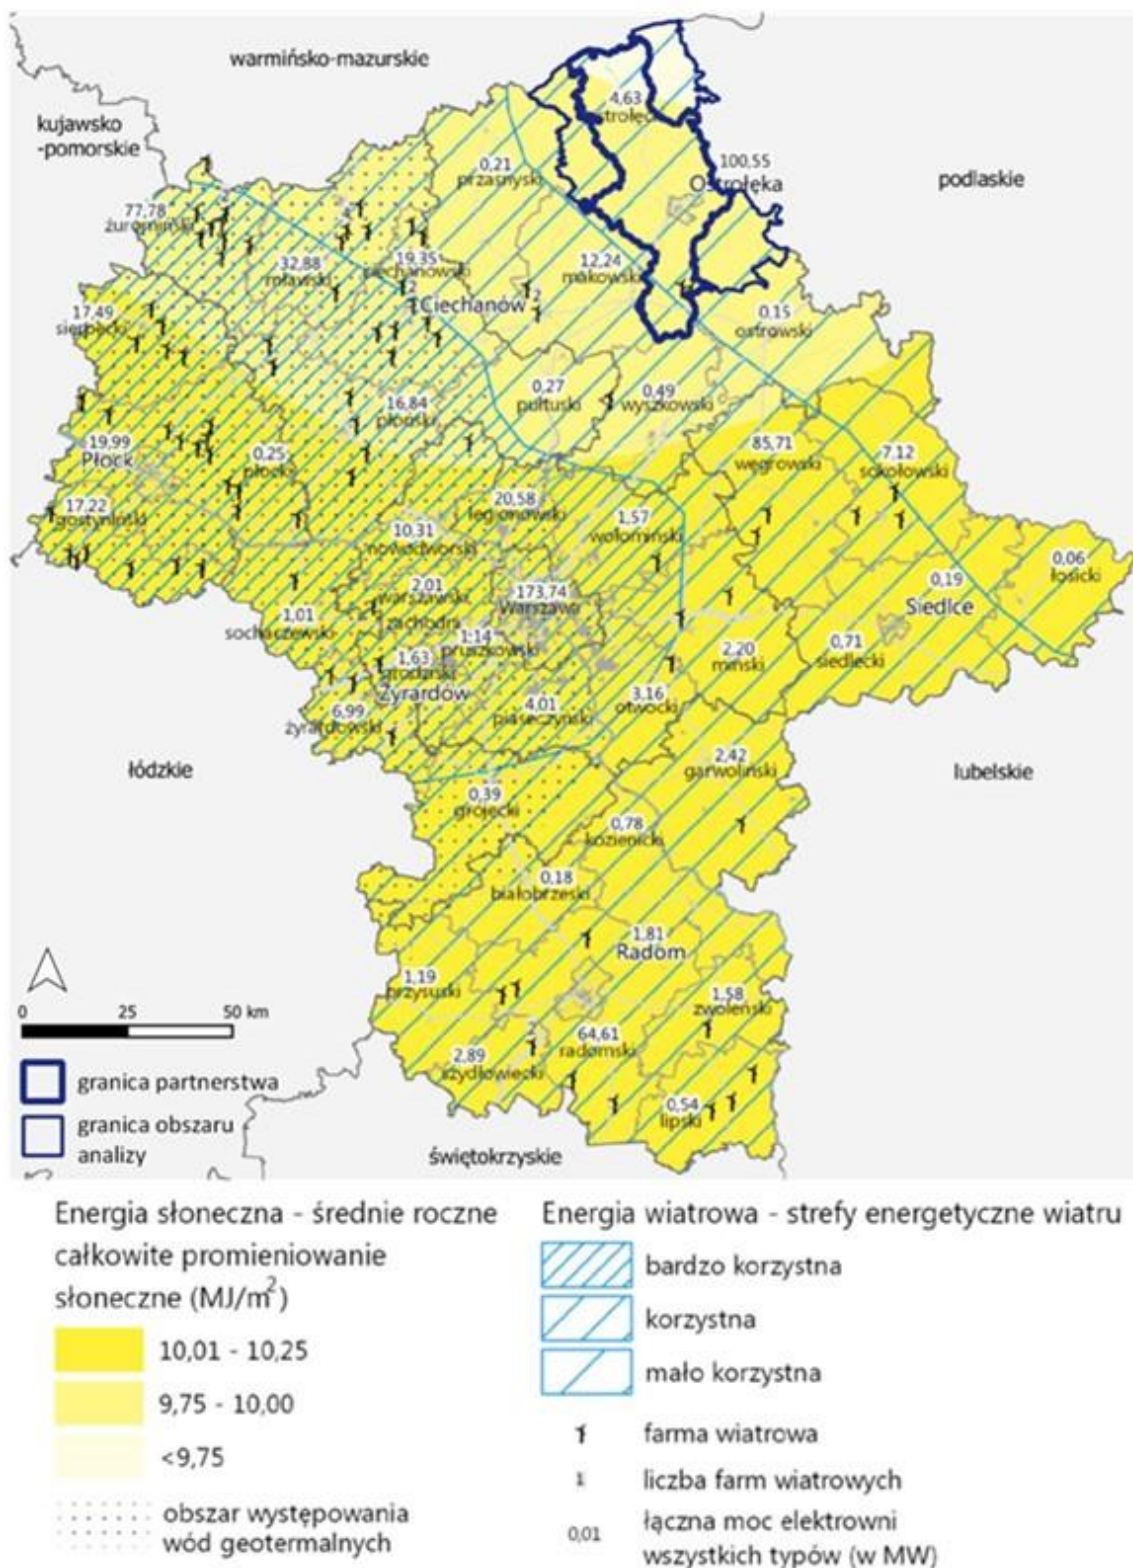 warmińsko-mazurskie
kujawsko
-pomorskie
podlaskie
4,63
100,55
Ostrołęka
0,21
przasnyski
77,78
żuromiński
32,88
mławski
19,35
ciechanowski
2
Ciechanów
12,24
makowski
2
0,15
ostrowski
17,49
sierpecki
0,27
pułtuski
0,49
wyszkowski
16,84
płoński
19,99
Płock
0,25
płocki
85,71
węgrowski
7,12
sokołowski
17,22
gostyniński
20,58
legionowski
10,31
nowodworski
1,57
wołomiński
0,06
łosicki
0,19
Siedlce
2,01
warszawski
zachodni
173,74
Warszawa
1,01
sochaczewski
1,14
pruszkowski
0,71
siedlecki
2,20
miński
1,63
grodziski
Żyrardów
6,99
żyrardowski
4,01
piaseczyński
3,16
otwocki
łódzkie
2,42
garwoliński
lubelskie
0,39
grójecki
0,78
kozienicki
0,18
białobrzeski
1,81
Radom
1,19
przysuski
1,58
zwoleński
2
64,61
radomski
2,89
szydłowiecki
0,54
lipski
świętokrzyskie
0 25 50 km
granica partnerstwa
granica obszaru
analizy
Energia słoneczna - średnie roczne
całkowite promieniowanie
słoneczne (MJ/m²)
10,01 - 10,25
9,75 - 10,00
<9,75
obszar występowania
wód geotermalnych
Energia wiatrowa - strefy energetyczne wiatru
bardzo korzystna
korzystna
mało korzystna
farma wiatrowa
1 liczba farm wiatrowych
0,01 łączna moc elektrowni
wszystkich typów (w MW)